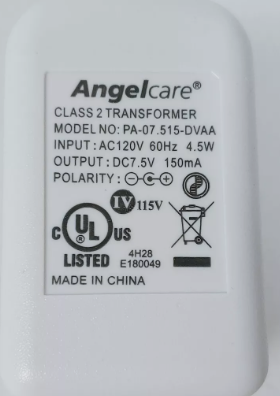 Angelcare®
CLASS 2 TRANSFORMER
MODEL NO: PA-07.515-DVAA
INPUT : AC120V 60Hz 4.5W
OUTPUT : DC7.5V 150mA
POLARITY :
IV 115V
C UL US ®
LISTED
4H28
E180049
MADE IN CHINA